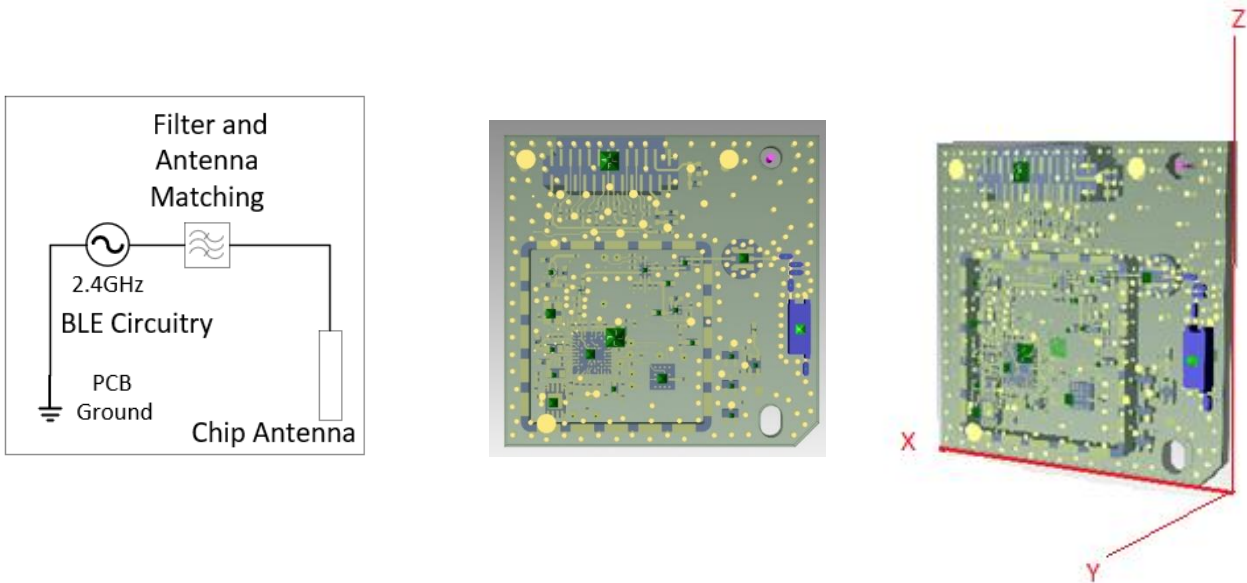 Filter and
Antenna
Matching
2.4GHz
BLE Circuitry
PCB
Ground
Chip Antenna
Z
X
Y